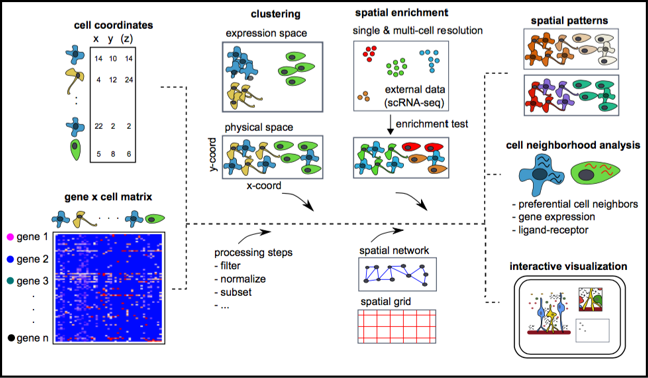 cell coordinates
x y (z)
14 10 14
4 12 24
22 2 2
5 8 6
gene x cell matrix
gene 1
gene 2
gene 3
gene n
clustering
expression space
physical space
y-coord
x-coord
processing steps
- filter
- normalize
- subset
- ...
spatial enrichment
single & multi-cell resolution
external data
(scRNA-seq)
enrichment test
spatial network
spatial grid
spatial patterns
cell neighborhood analysis
- preferential cell neighbors
- gene expression
- ligand-receptor
interactive visualization